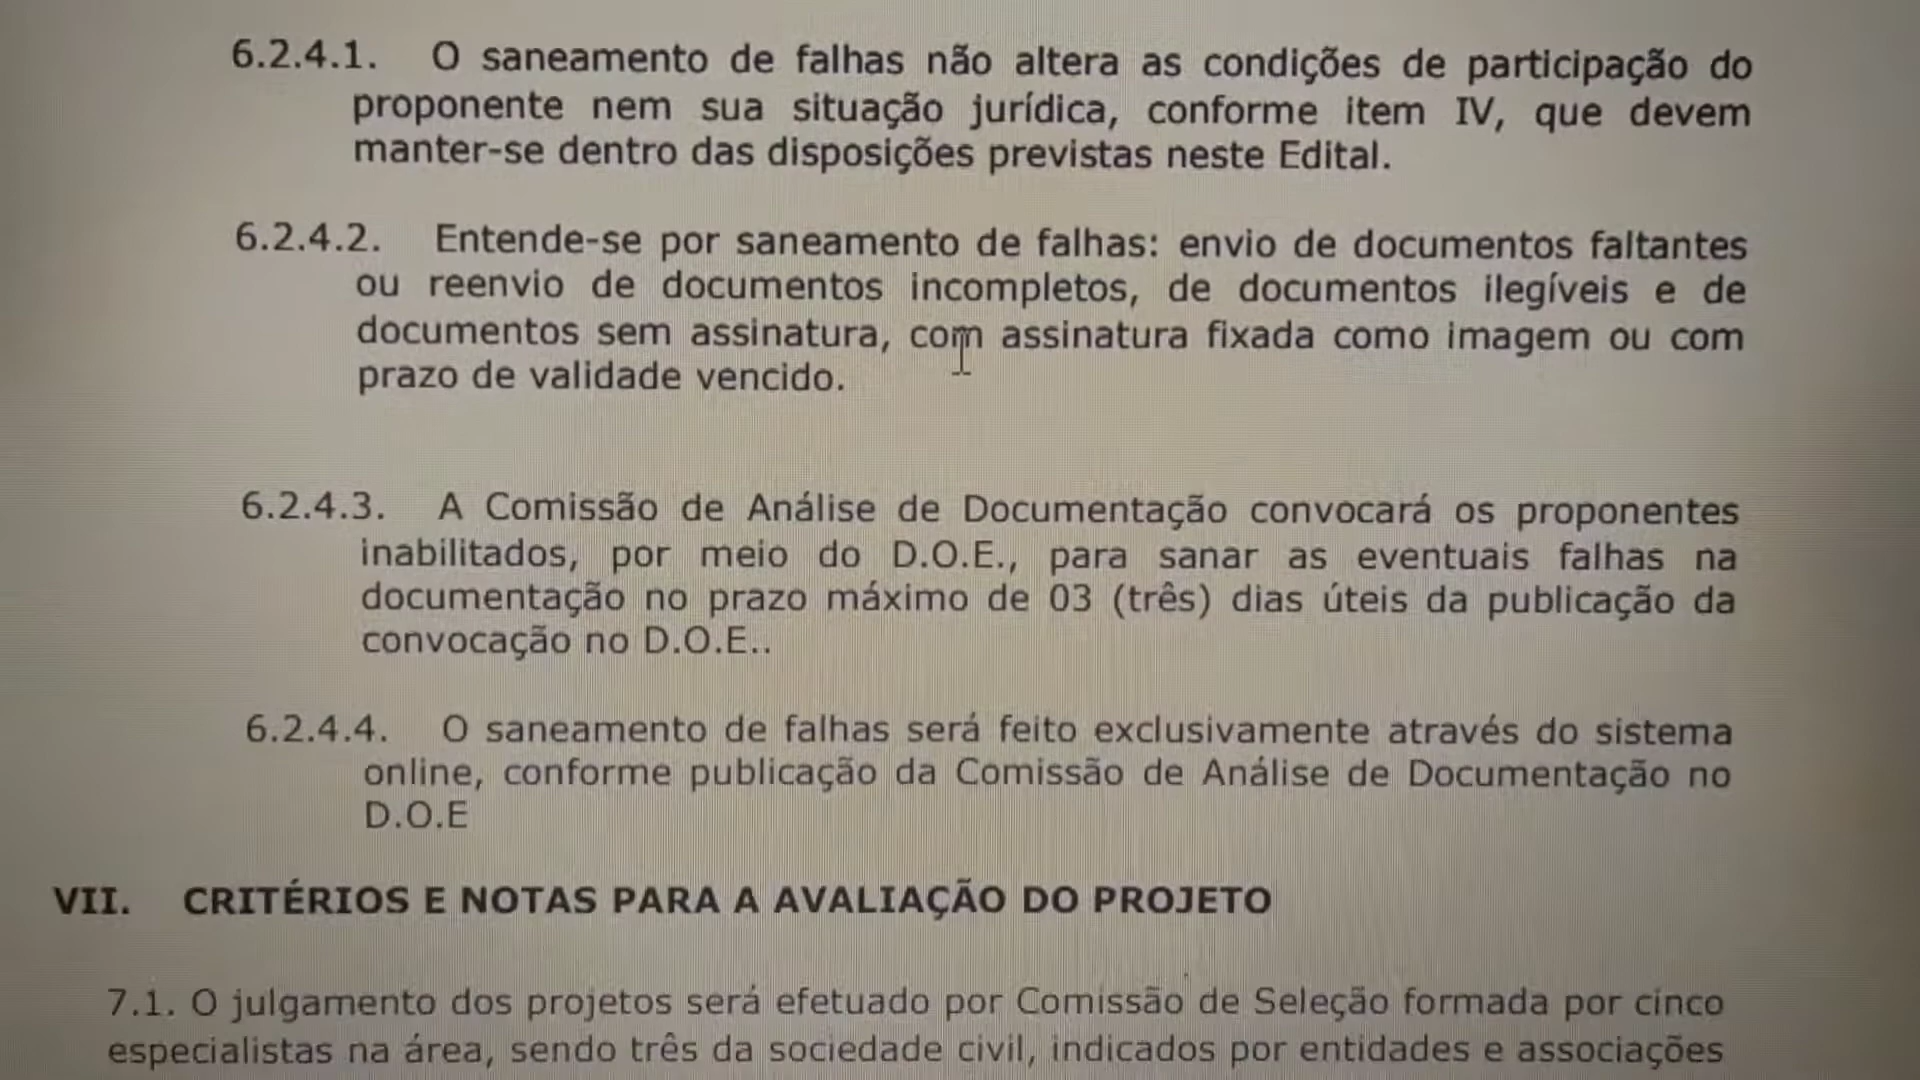 6.2.4.1. O saneamento de falhas não altera as condições de participação do
proponente nem sua situação jurídica, conforme item IV, que devem
manter-se dentro das disposições previstas neste Edital.
6.2.4.2. Entende-se por saneamento de falhas: envio de documentos faltantes
ou reenvio de documentos incompletos, de documentos ilegíveis e de
documentos sem assinatura, com assinatura fixada como imagem ou com
prazo de validade vencido.
6.2.4.3. A Comissão de Análise de Documentação convocará os proponentes
inabilitados, por meio do D.O.E., para sanar as eventuais falhas na
documentação no prazo máximo de 03 (três) dias úteis da publicação da
convocação no D.O.E..
6.2.4.4. O saneamento de falhas será feito exclusivamente através do sistema
online, conforme publicação da Comissão de Análise de Documentação no
D.O.E
VII. CRITÉRIOS E NOTAS PARA A AVALIAÇÃO DO PROJETO
7.1. O julgamento dos projetos será efetuado por Comissão de Seleção formada por cinco
especialistas na área, sendo três da sociedade civil, indicados por entidades e associações